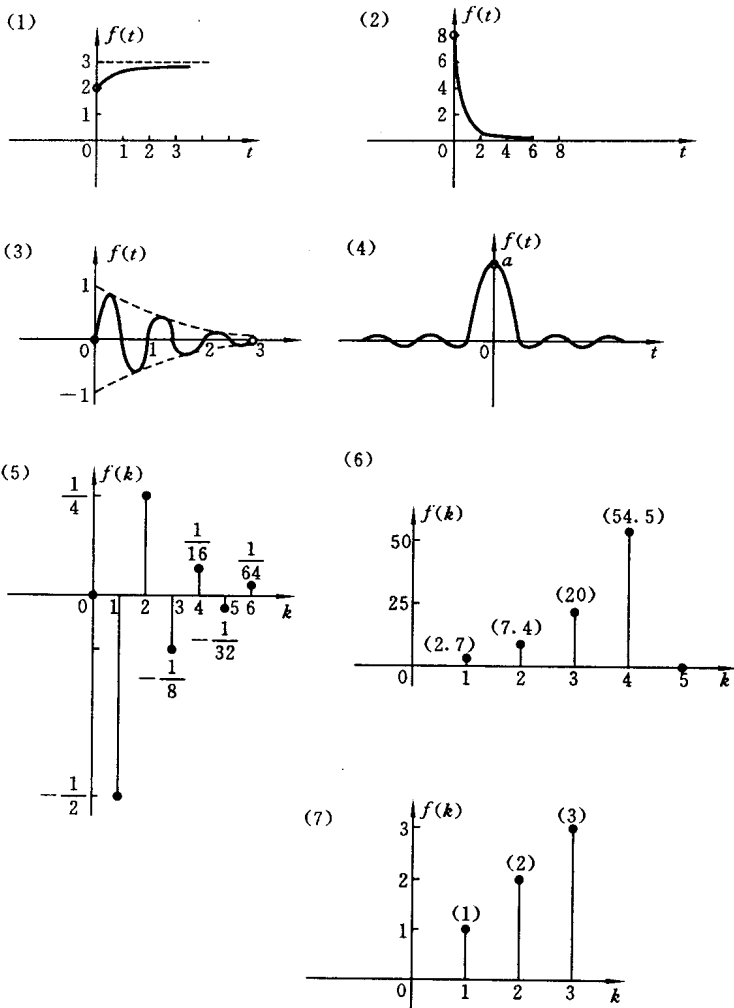 (1)
f(t)
3
2
1
0 1 2 3 t
(2)
f(t)
8
6
4
2
0 2 4 6 8 t
(3)
f(t)
1
0 1 2 3
-1
(4)
f(t)
a
0 t
(5)
f(k)
1/4
1/16
1/64
0 1 2 3 4 5 6 k
-1/32
-1/8
-1/2
(6)
f(k)
(54.5)
50
25
(20)
(7.4)
(2.7)
0 1 2 3 4 5 k
(7)
f(k)
3
(3)
2
(2)
1
(1)
0 1 2 3 k